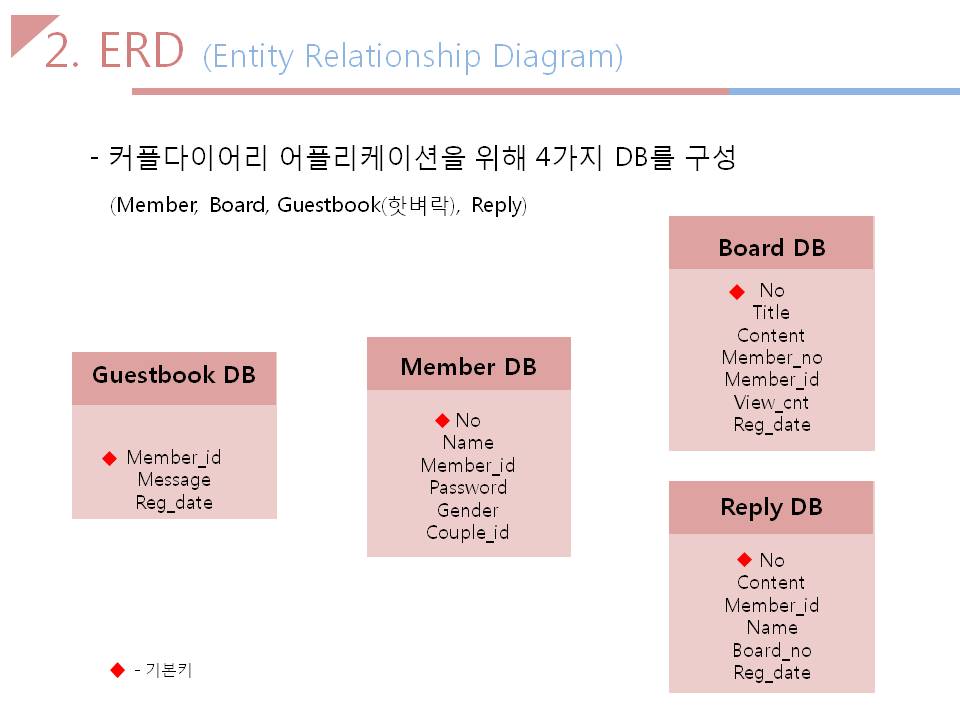 2. ERD (Entity Relationship Diagram)
- 커플다이어리 어플리케이션을 위해 4가지 DB를 구성
(Member, Board, Guestbook(핫벼락), Reply)
Guestbook DB
Member_id
Message
Reg_date
Member DB
No
Name
Member_id
Password
Gender
Couple_id
Board DB
No
Title
Content
Member_no
Member_id
View_cnt
Reg_date
Reply DB
No
Content
Member_id
Name
Board_no
Reg_date
- 기본키